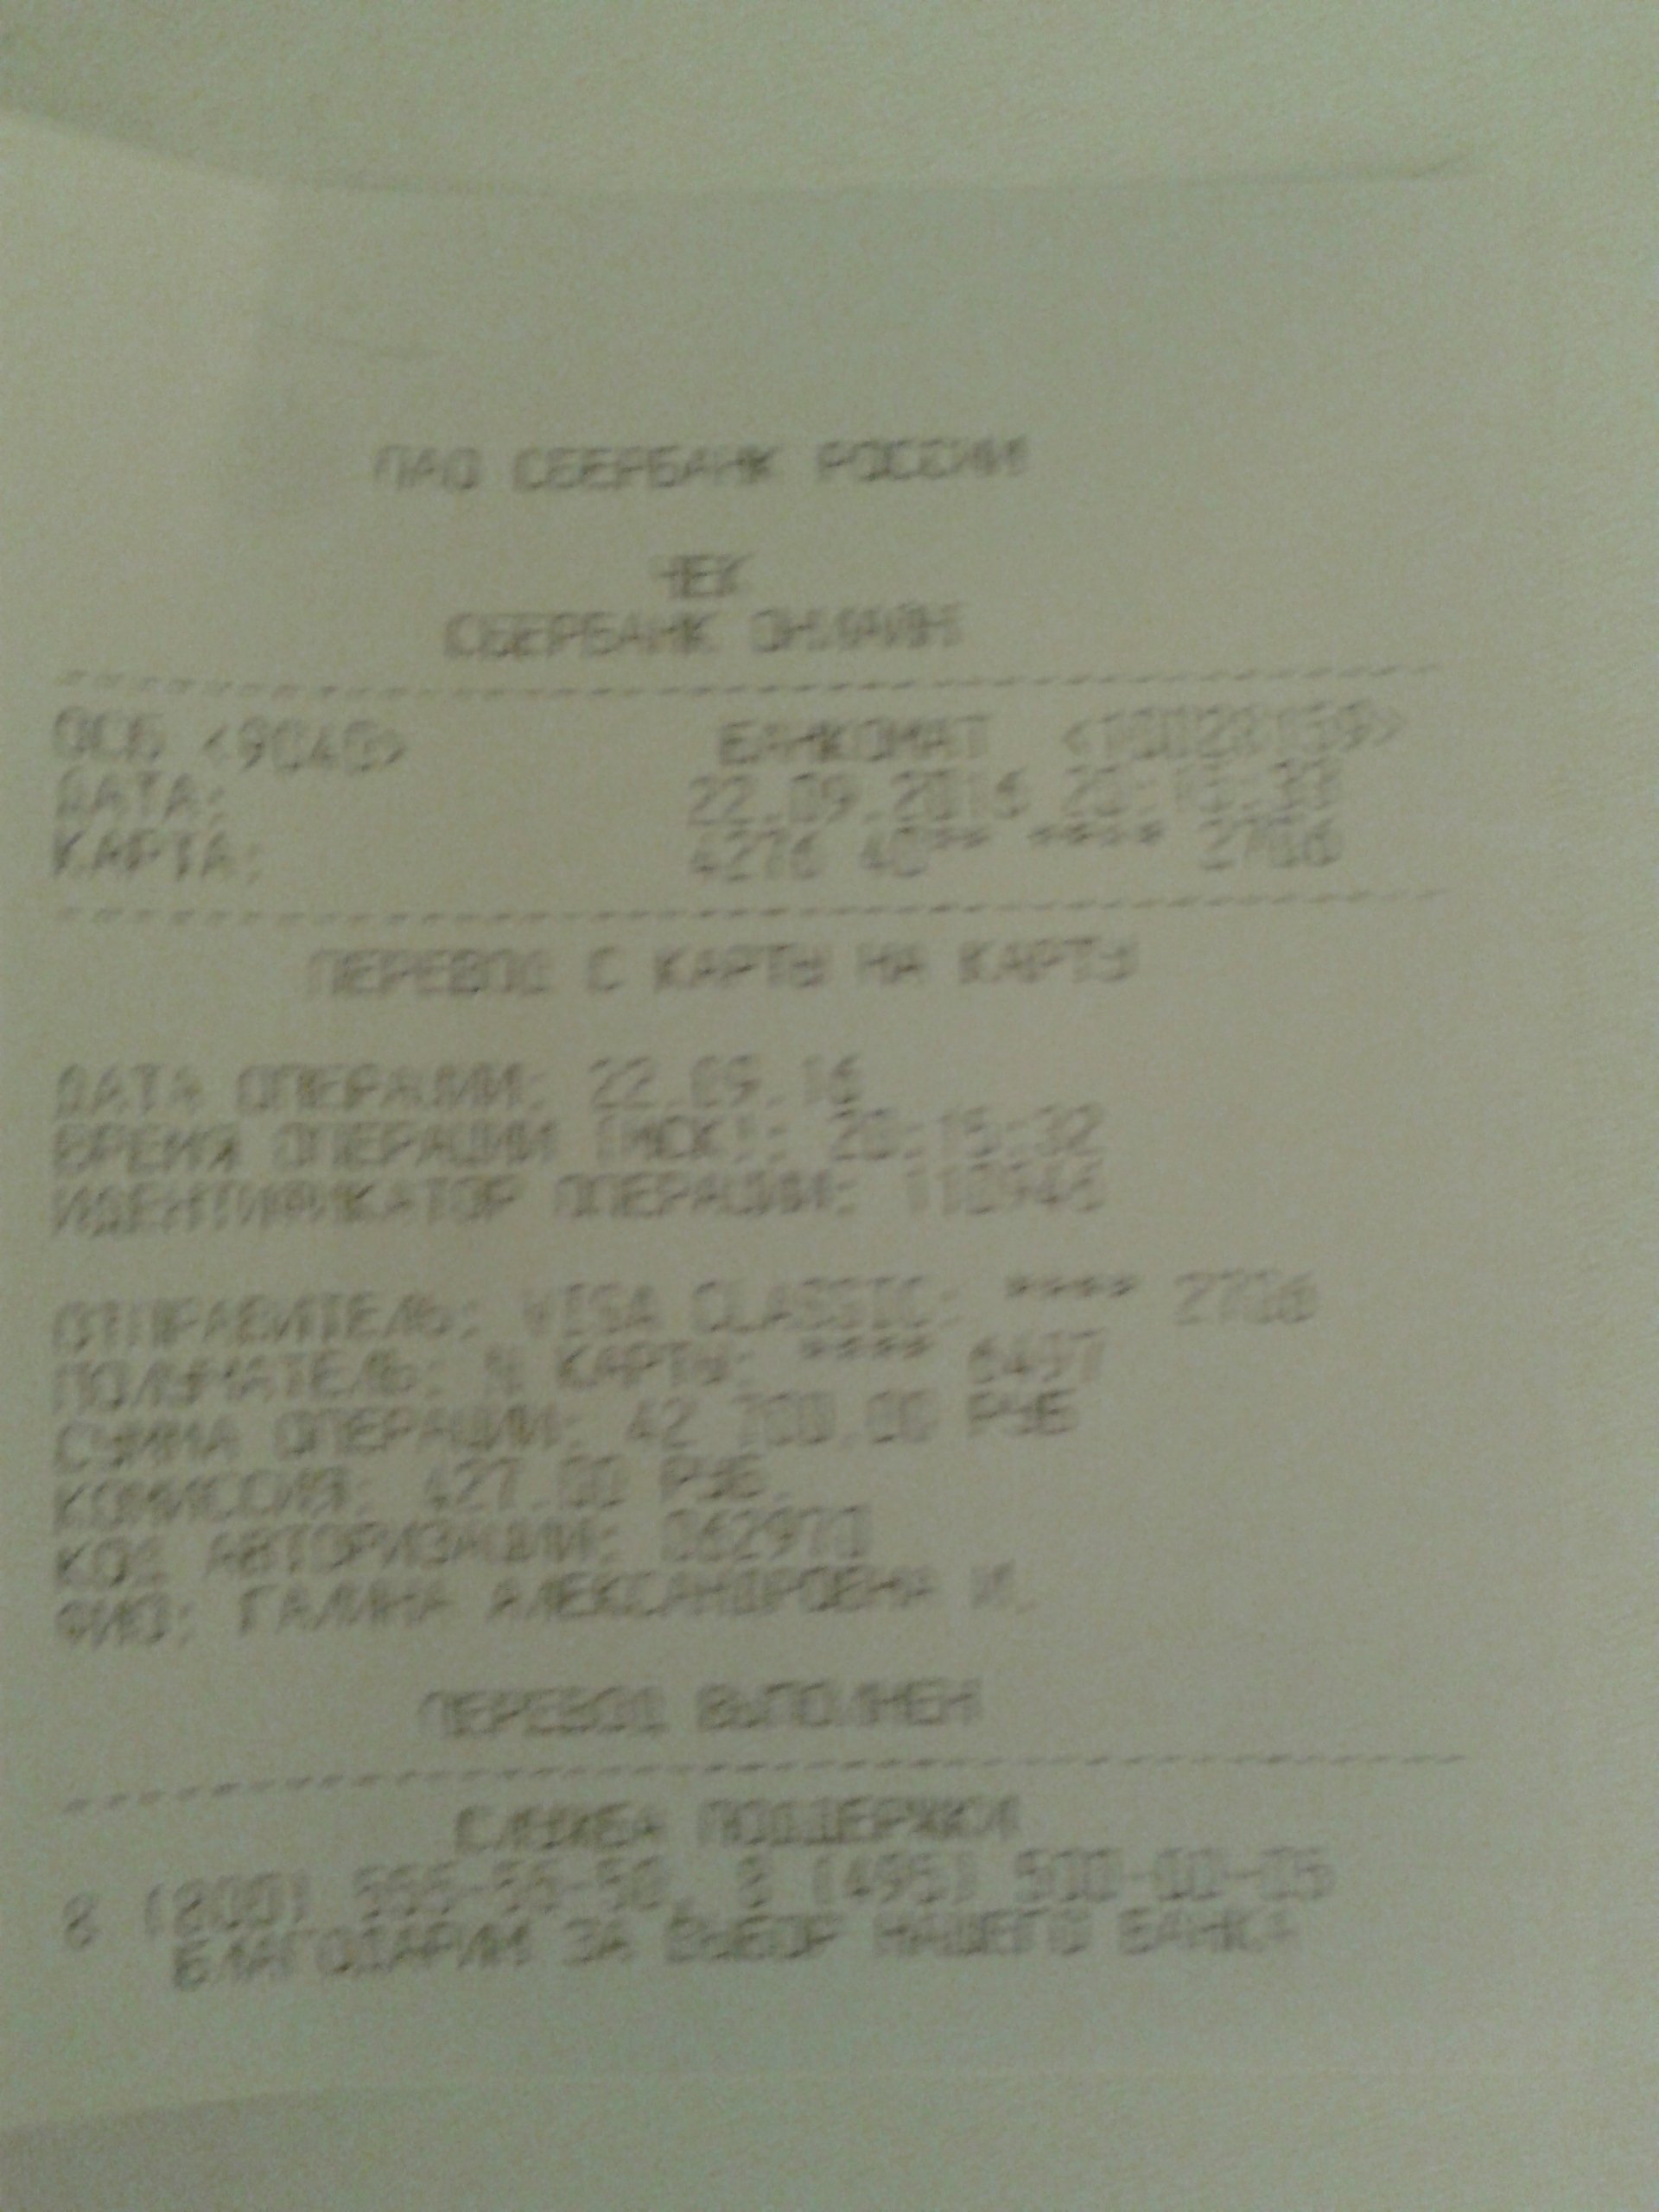 ПАО СБЕРБАНК РОССИИ
ЧЕК
СБЕРБАНК ОНЛАЙН
ОСБ <9040> БАНКОМАТ
ДАТА: 22.09.2016
КАРТА: 4276 40** **** 2706
ПЕРЕВОД С КАРТЫ НА КАРТУ
ДАТА ОПЕРАЦИИ: 22.09.16
ВРЕМЯ ОПЕРАЦИИ (МСК): 20:15:32
ИДЕНТИФИКАТОР ОПЕРАЦИИ:
ОТПРАВИТЕЛЬ: VISA CLASSIC: **** 2706
ПОЛУЧАТЕЛЬ: N КАРТЫ: **** 6497
СУММА ОПЕРАЦИИ: 42 700.00 РУБ
КОМИССИЯ: 427.00 РУБ.
КОД АВТОРИЗАЦИИ:
ФИО: ГАЛИНА АЛЕКСАНДРОВНА И.
ПЕРЕВОД ВЫПОЛНЕН
СЛУЖБА ПОДДЕРЖКИ
8 (800) 555-55-50, 8 (495) 500-00-05
БЛАГОДАРИМ ЗА ВЫБОР НАШЕГО БАНКА